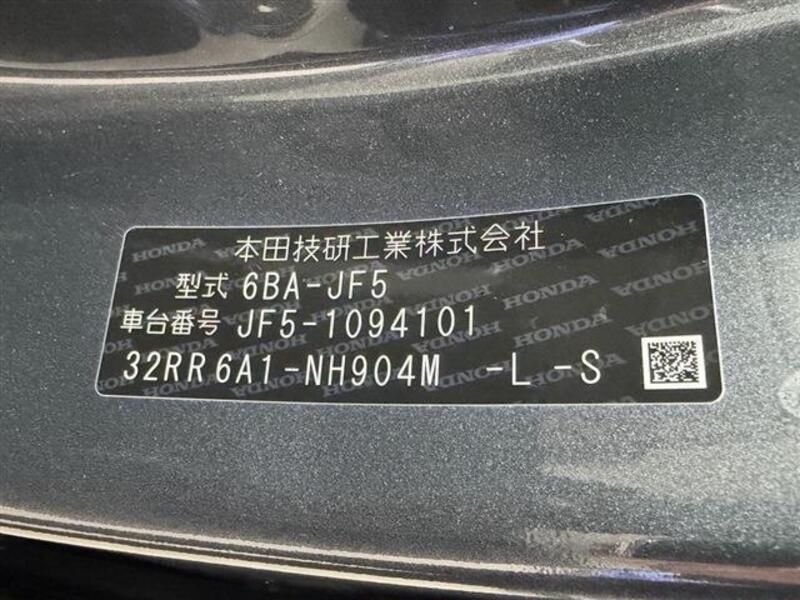 本田技研工業株式会社
型式 6BA-JF5
車台番号 JF5-1094101
32RR6A1-NH904M -L -S